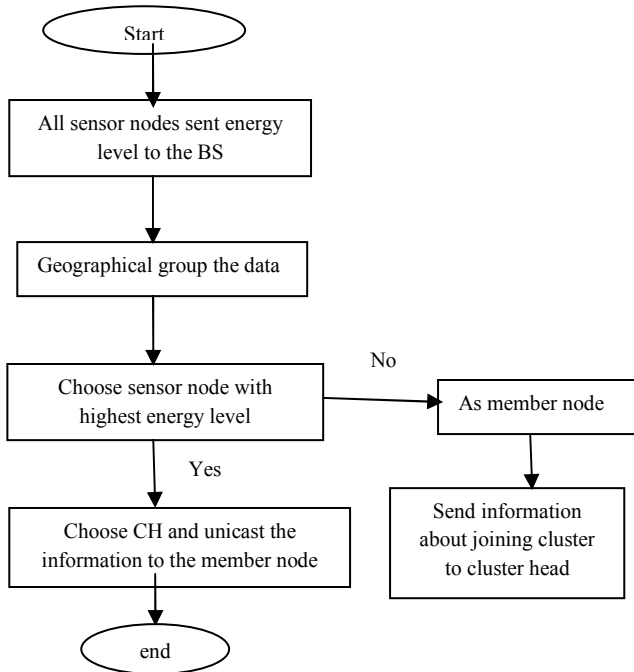 Start
All sensor nodes sent energy
level to the BS
Geographical group the data
Choose sensor node with
highest energy level
No
As member node
Yes
Send information
about joining cluster
to cluster head
Choose CH and unicast the
information to the member node
end